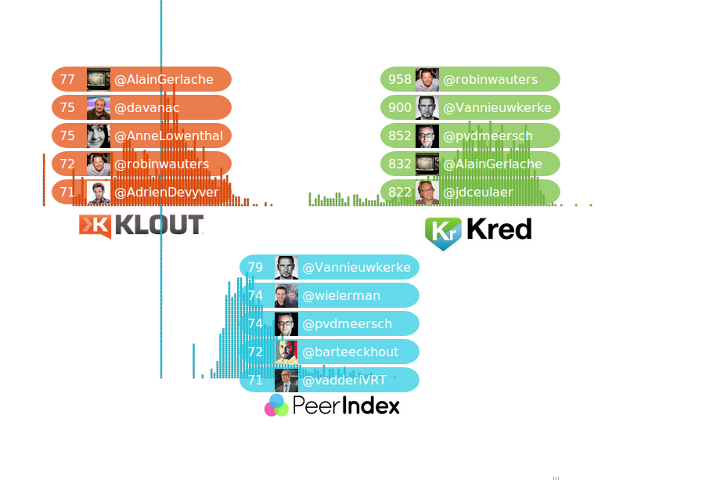 77 @AlainGerlache
75 @davanac
75 @AnneLowenthal
72 @robinwauters
71 @AdrienDevyver
KLOUT
958 @robinwauters
900 @Vannieuwkerke
852 @pvdmeersch
832 @AlainGerlache
822 @jdceulaer
Kr Kred
79 @Vannieuwkerke
74 @wielerman
74 @pvdmeersch
72 @barteeckhout
71 @vadderiVRT
PeerIndex